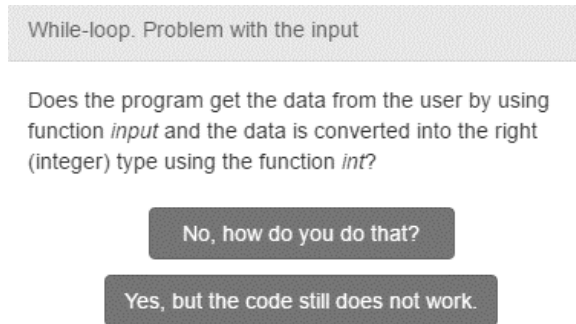 While-loop. Problem with the input
Does the program get the data from the user by using
function input and the data is converted into the right
(integer) type using the function int?
No, how do you do that?
Yes, but the code still does not work.